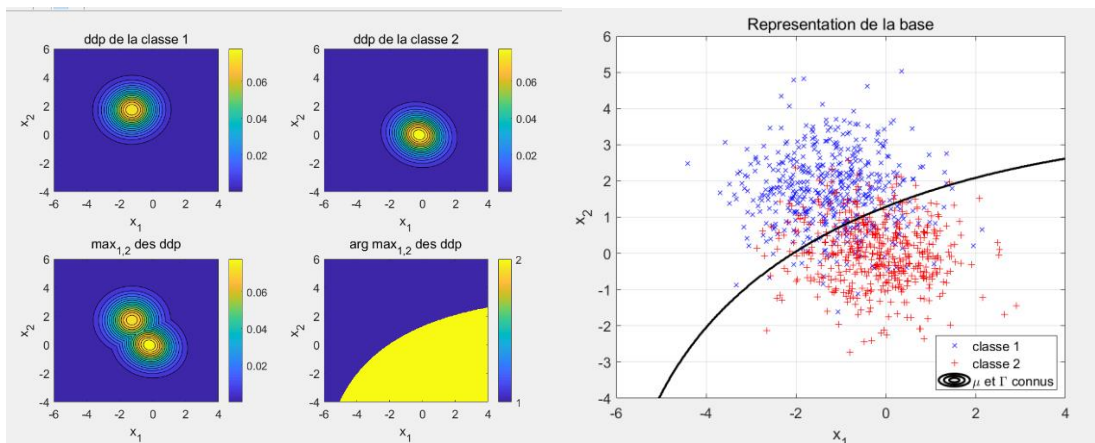 ddp de la classe 1
6
4
2
0
-2
-4
-6 -4 -2 0 2 4
x1
x2
0.06
0.04
0.02
ddp de la classe 2
6
4
2
0
-2
-4
-6 -4 -2 0 2 4
x1
x2
0.06
0.04
0.02
max1,2 des ddp
6
4
2
0
-2
-4
-6 -4 -2 0 2 4
x1
x2
0.06
0.04
0.02
arg max1,2 des ddp
6
4
2
0
-2
-4
-6 -4 -2 0 2 4
x1
x2
2
1
Representation de la base
6
5
4
3
2
1
0
-1
-2
-3
-4
-6 -4 -2 0 2 4
x1
x2
classe 1
classe 2
μ et Γ connus